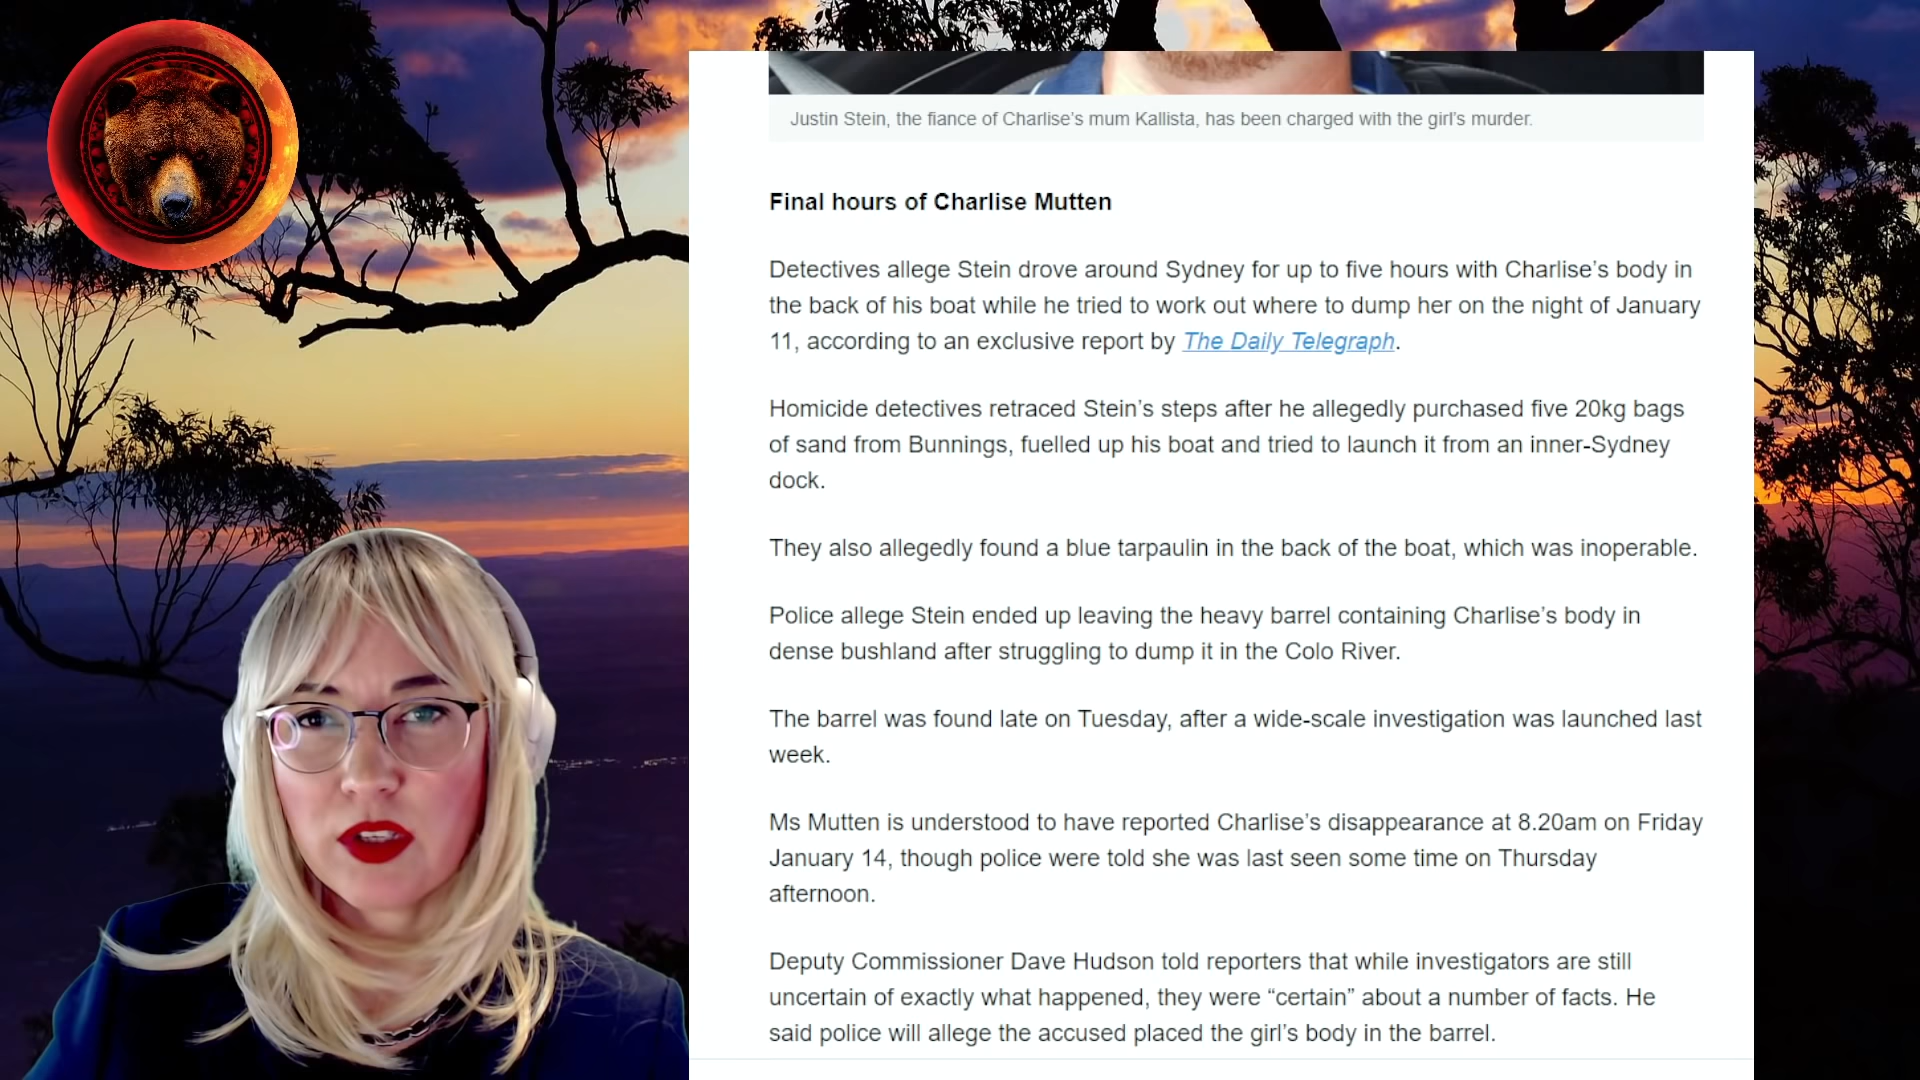 Justin Stein, the fiance of Charlise's mum Kallista, has been charged with the girl's murder.
Final hours of Charlise Mutten
Detectives allege Stein drove around Sydney for up to five hours with Charlise's body in
the back of his boat while he tried to work out where to dump her on the night of January
11, according to an exclusive report by The Daily Telegraph.
Homicide detectives retraced Stein's steps after he allegedly purchased five 20kg bags
of sand from Bunnings, fuelled up his boat and tried to launch it from an inner-Sydney
dock.
They also allegedly found a blue tarpaulin in the back of the boat, which was inoperable.
Police allege Stein ended up leaving the heavy barrel containing Charlise's body in
dense bushland after struggling to dump it in the Colo River.
The barrel was found late on Tuesday, after a wide-scale investigation was launched last
week.
Ms Mutten is understood to have reported Charlise's disappearance at 8.20am on Friday
January 14, though police were told she was last seen some time on Thursday
afternoon.
Deputy Commissioner Dave Hudson told reporters that while investigators are still
uncertain of exactly what happened, they were “certain” about a number of facts. He
said police will allege the accused placed the girl's body in the barrel.